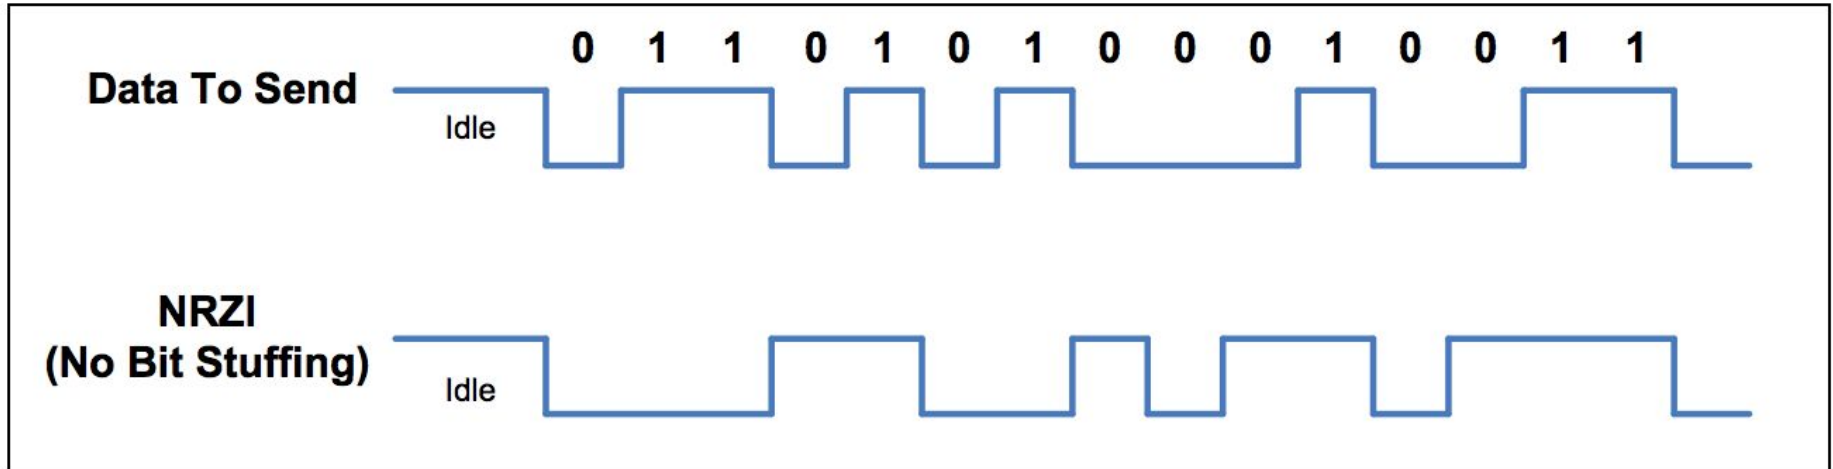 0 1 1 0 1 0 1 0 0 0 1 0 0 1 1
Data To Send
Idle
NRZI
(No Bit Stuffing)
Idle